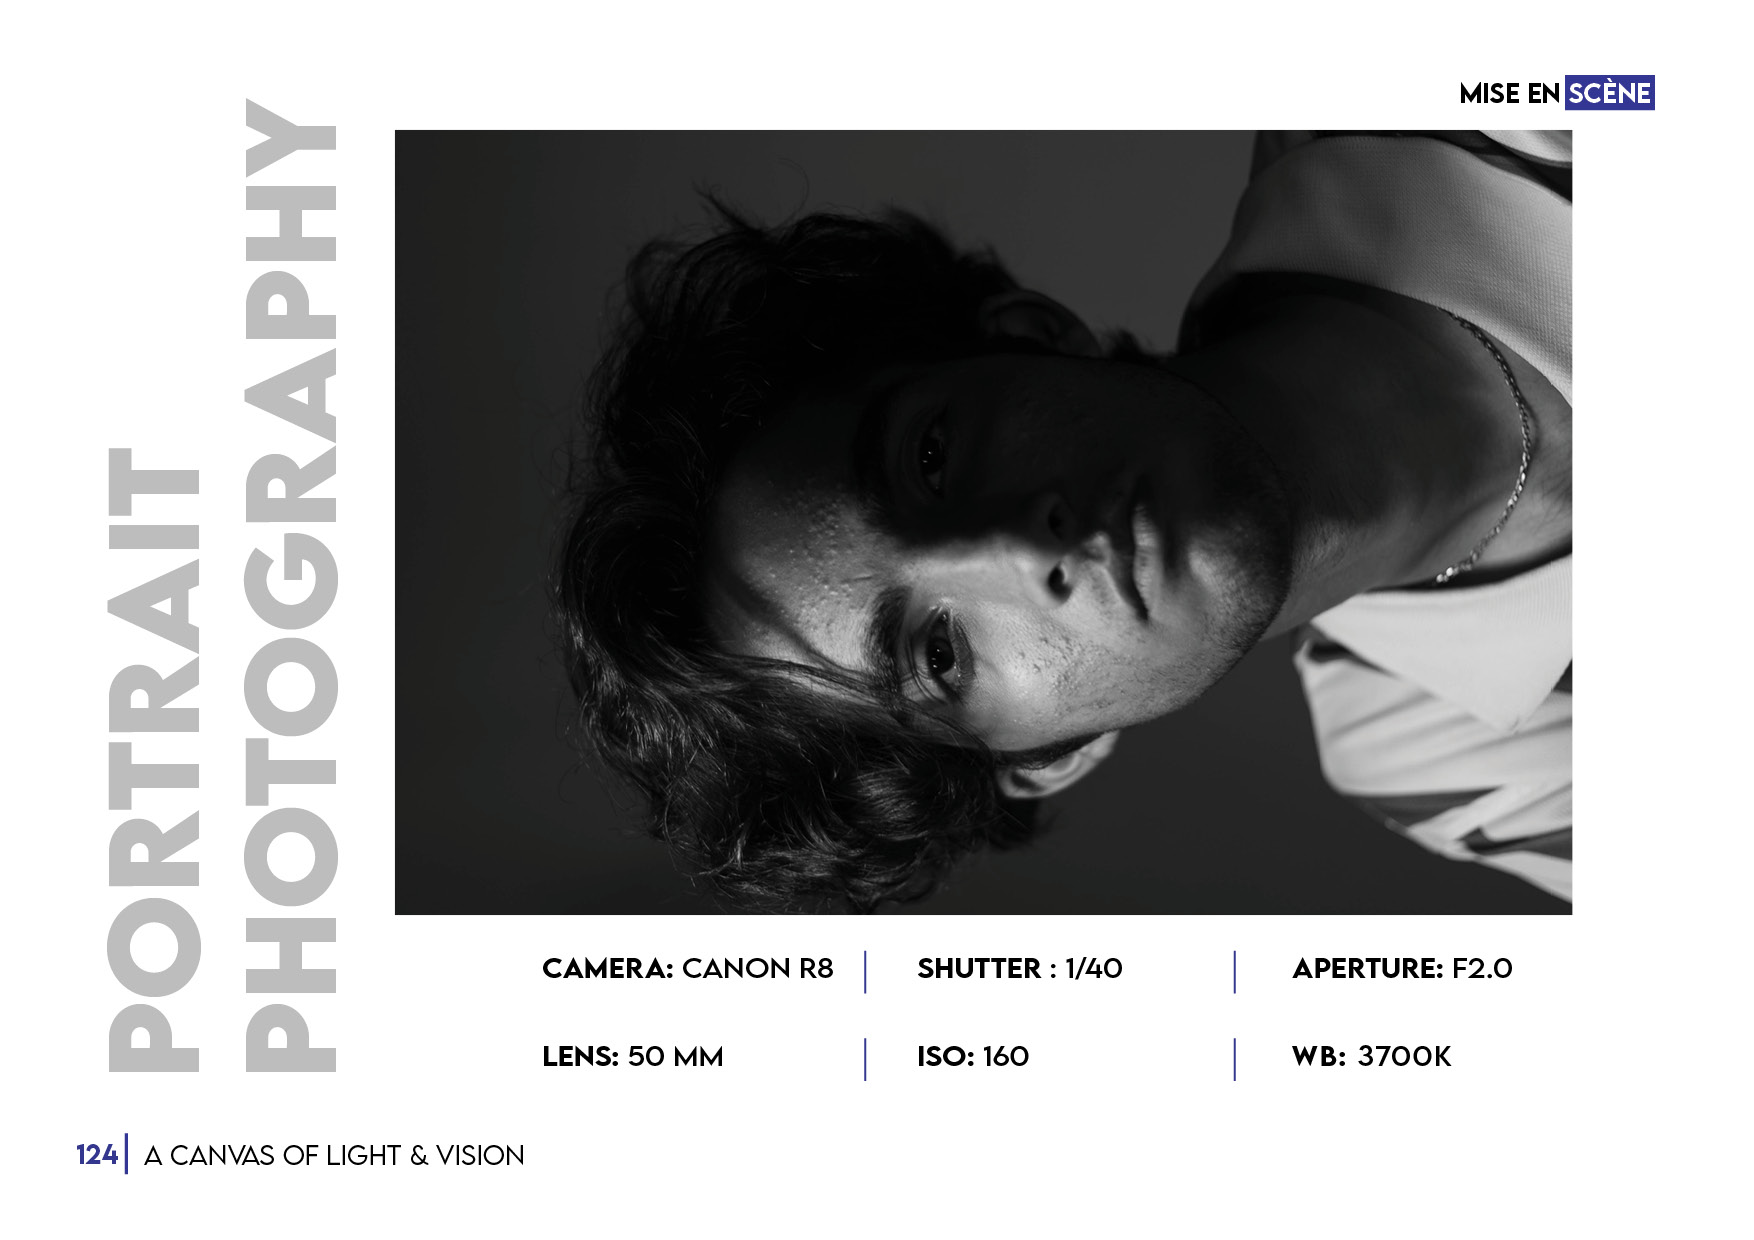 MISE EN SCÈNE
PORTRAIT
PHOTOGRAPHY
CAMERA: CANON R8
SHUTTER : 1/40
APERTURE: F2.0
LENS: 50 MM
ISO: 160
WB: 3700K
124 A CANVAS OF LIGHT & VISION